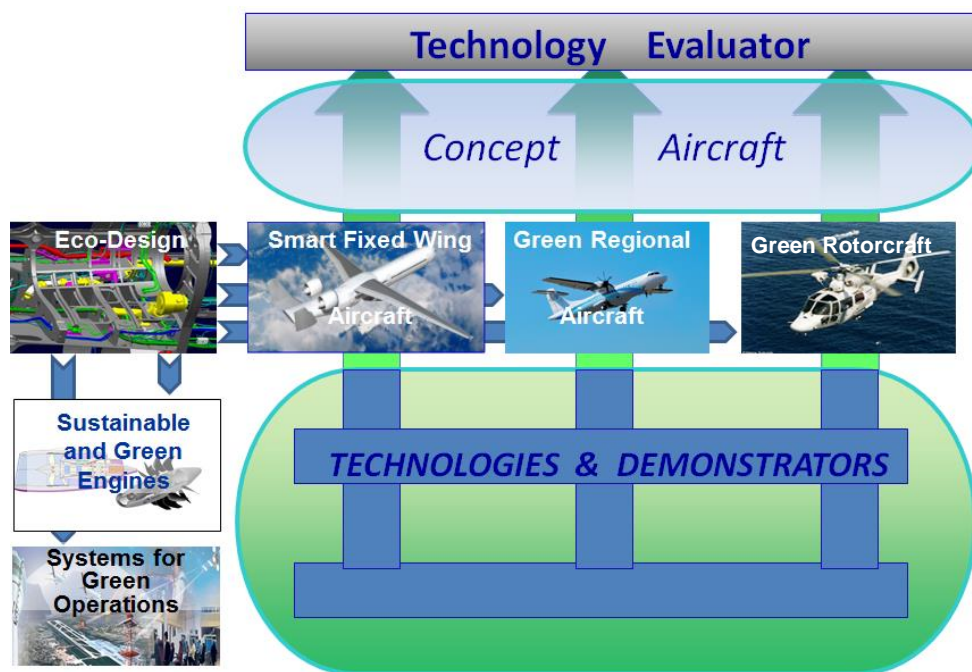 Technology Evaluator
Concept Aircraft
Eco-Design
Smart Fixed Wing
Aircraft
Green Regional
Aircraft
Green Rotorcraft
Sustainable
and Green
Engines
TECHNOLOGIES & DEMONSTRATORS
Systems for
Green
Operations